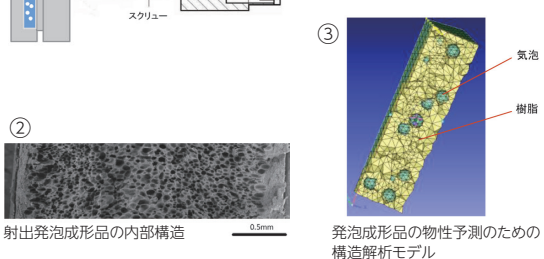 スクリュー
③
気泡
樹脂
②
0.5mm
射出発泡成形品の内部構造
発泡成形品の物性予測のための
構造解析モデル